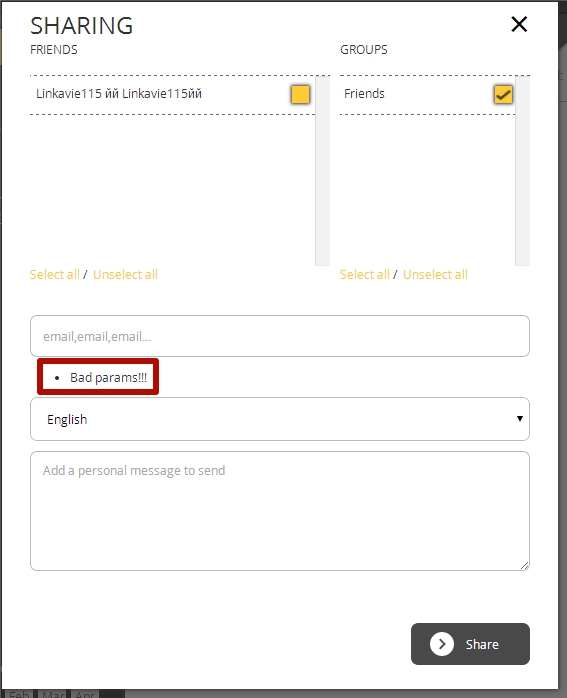 SHARING
FRIENDS
GROUPS
Linkavie115 йй Linkavie115йй
Friends
Select all / Unselect all
Select all / Unselect all
email,email,email...
Bad params!!!
English
Add a personal message to send
Share
Feb Mar Apr